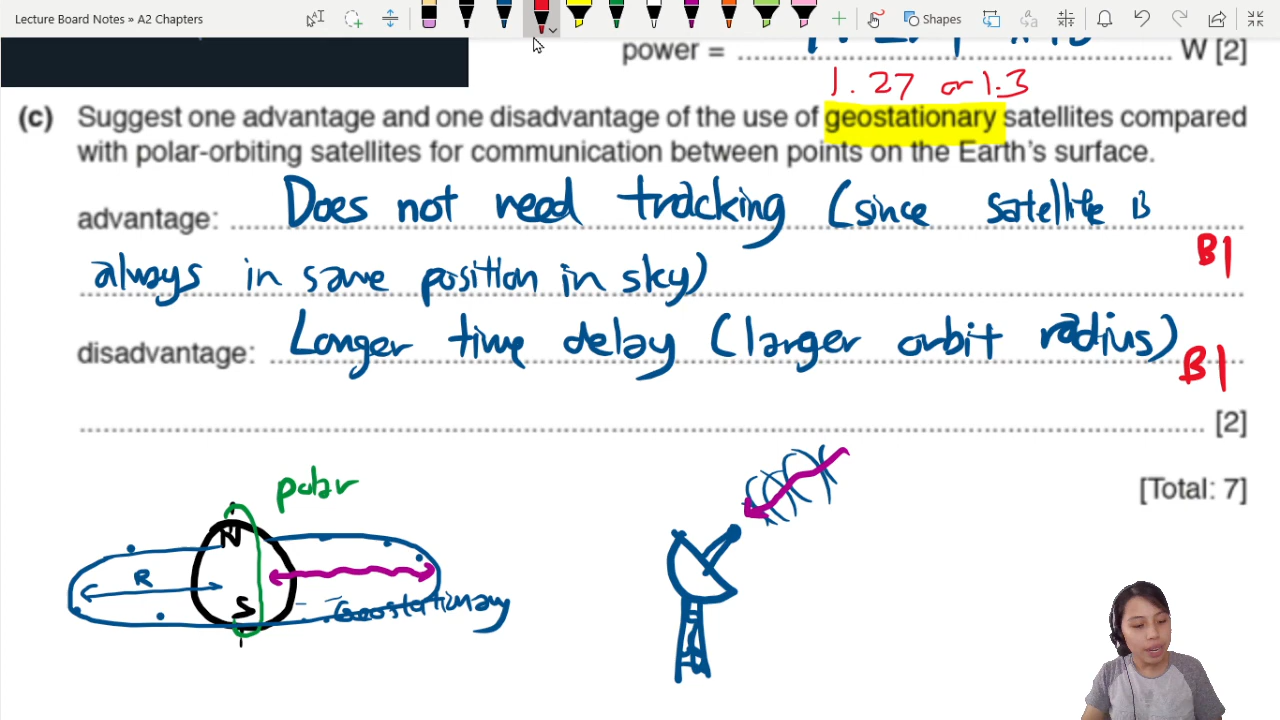 Lecture Board Notes » A2 Chapters
Shapes
power = W [2]
1.27 or 1.3
(c) Suggest one advantage and one disadvantage of the use of geostationary satellites compared
with polar-orbiting satellites for communication between points on the Earth's surface.
advantage: Does not need tracking (since satellite is
always in same position in sky) B1
disadvantage: Longer time delay (larger orbit radius) B1
[2]
[Total: 7]
polar
N
R
S
Geostationary